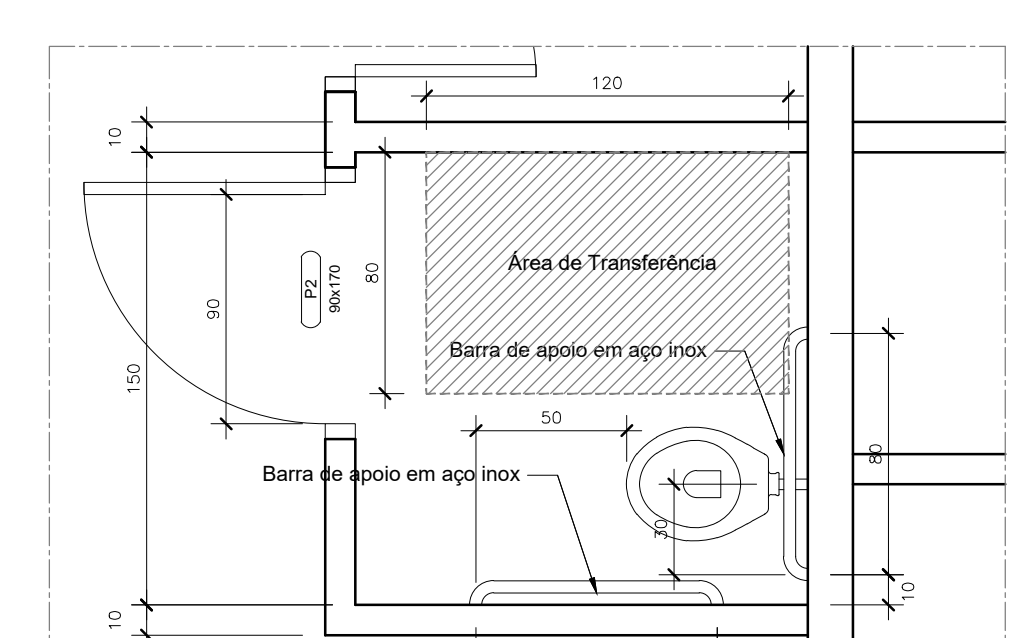 120
10
Área de Transferência
80
P2
90x170
90
Barra de apoio em aço inox
150
50
80
Barra de apoio em aço inox
30
10
10